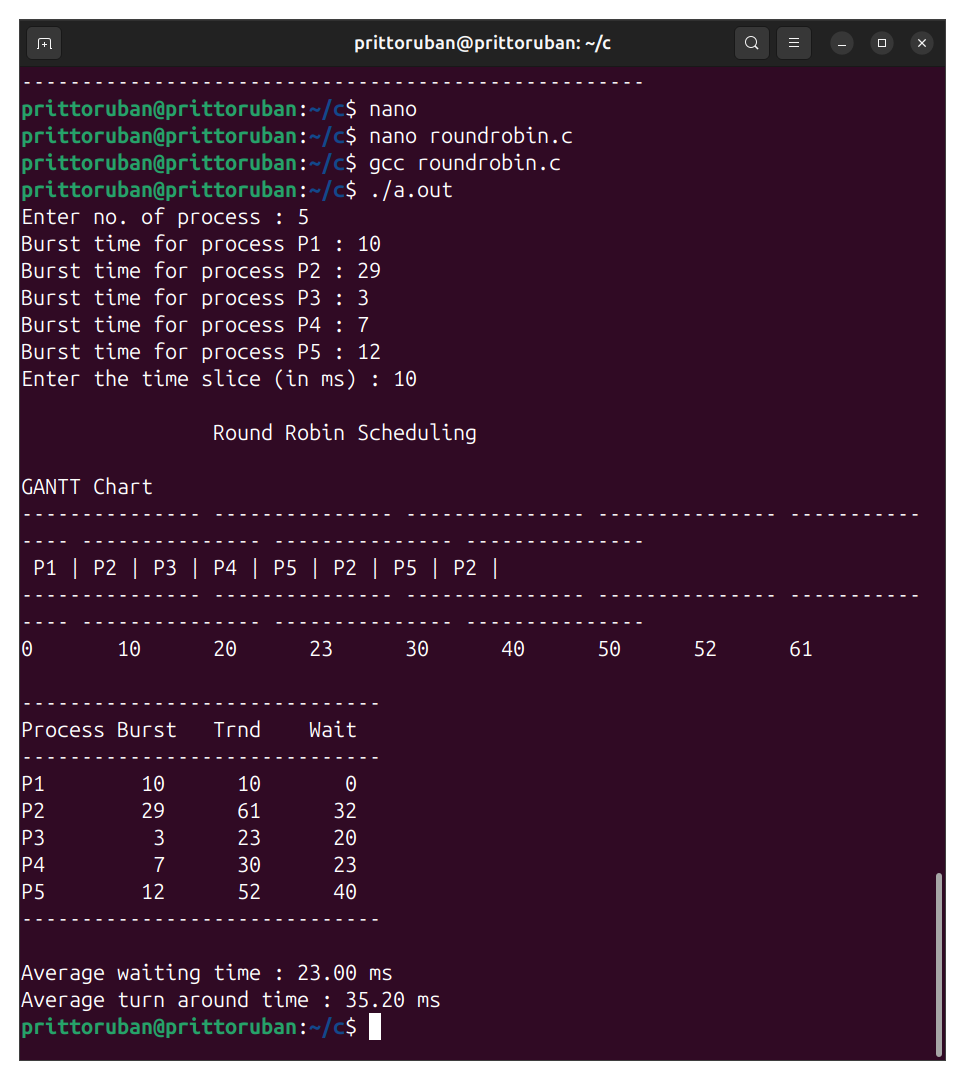 prittoruban@prittoruban: ~/c
----------------------------------------------------
prittoruban@prittoruban:~/c$ nano
prittoruban@prittoruban:~/c$ nano roundrobin.c
prittoruban@prittoruban:~/c$ gcc roundrobin.c
prittoruban@prittoruban:~/c$ ./a.out
Enter no. of process : 5
Burst time for process P1 : 10
Burst time for process P2 : 29
Burst time for process P3 : 3
Burst time for process P4 : 7
Burst time for process P5 : 12
Enter the time slice (in ms) : 10
Round Robin Scheduling
GANTT Chart
--------------- --------------- --------------- --------------- -----------
---- --------------- --------------- ---------------
 P1 | P2 | P3 | P4 | P5 | P2 | P5 | P2 |
--------------- --------------- --------------- --------------- -----------
---- --------------- --------------- ---------------
0       10      20      23      30      40      50      52      61
------------------------------
Process Burst   Trnd    Wait
------------------------------
P1        10      10       0
P2        29      61      32
P3         3      23      20
P4         7      30      23
P5        12      52      40
------------------------------
Average waiting time : 23.00 ms
Average turn around time : 35.20 ms
prittoruban@prittoruban:~/c$